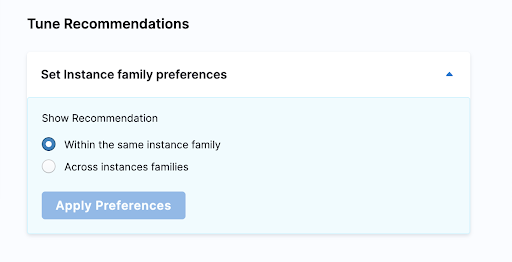 Tune Recommendations
Set Instance family preferences
Show Recommendation
Within the same instance family
Across instances families
Apply Preferences